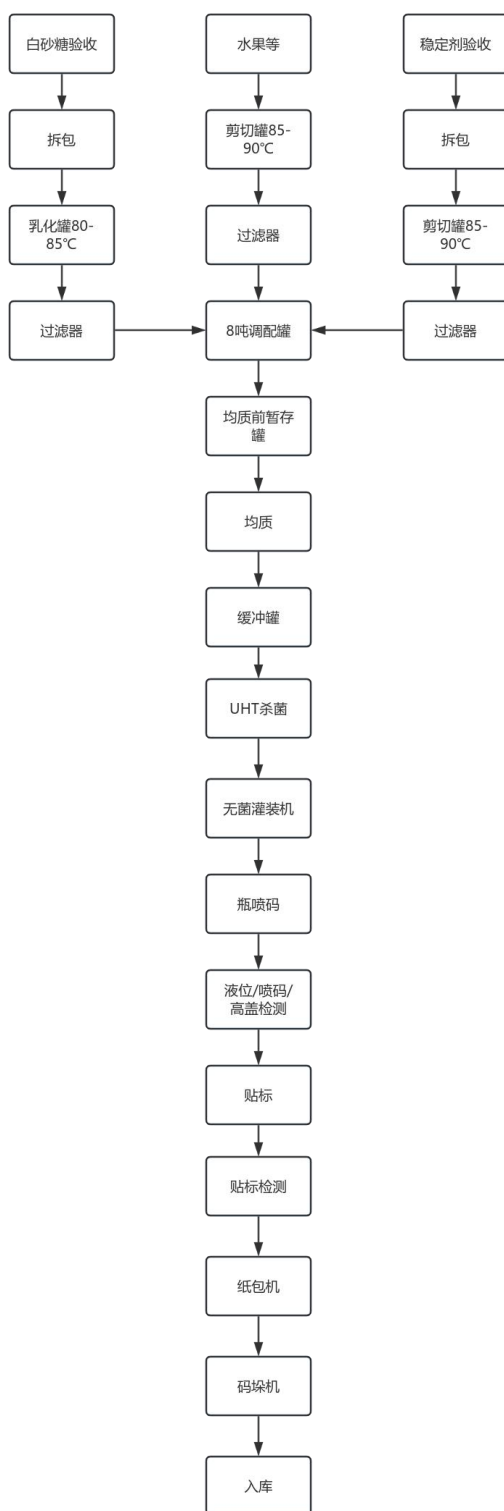 白砂糖验收
水果等
稳定剂验收
拆包
剪切罐85-
90℃
拆包
乳化罐80-
85℃
过滤器
剪切罐85-
90℃
过滤器
8吨调配罐
过滤器
均质前暂存
罐
均质
缓冲罐
UHT杀菌
无菌灌装机
瓶喷码
液位/喷码/
高盖检测
贴标
贴标检测
纸包机
码垛机
入库